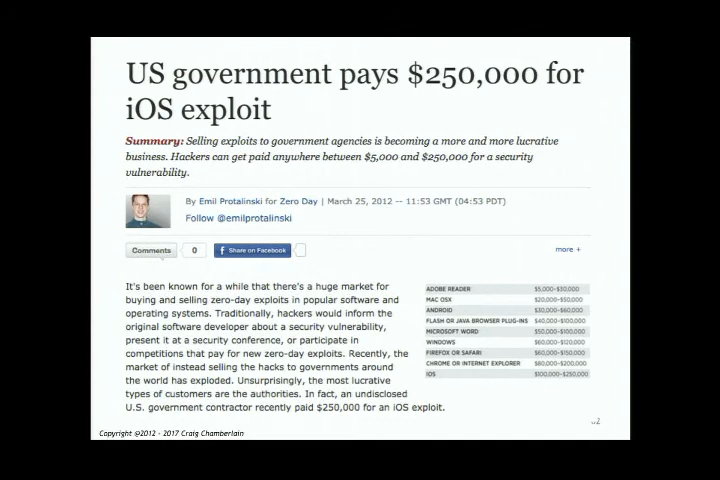 US government pays $250,000 for
iOS exploit
Summary: Selling exploits to government agencies is becoming a more and more lucrative
business. Hackers can get paid anywhere between $5,000 and $250,000 for a security
vulnerability.
By Emil Protalinski for Zero Day | March 25, 2012 -- 11:53 GMT (04:53 PDT)
Follow @emilprotalinski
Comments 0 f Share on Facebook more +
It's been known for a while that there's a huge market for
buying and selling zero-day exploits in popular software and
operating systems. Traditionally, hackers would inform the
original software developer about a security vulnerability,
present it at a security conference, or participate in
competitions that pay for new zero-day exploits. Recently, the
market of instead selling the hacks to governments around
the world has exploded. Unsurprisingly, the most lucrative
types of customers are the authorities. In fact, an undisclosed
U.S. government contractor recently paid $250,000 for an iOS exploit.
ADOBE READER $5,000-$30,000
MAC OSX $20,000-$50,000
ANDROID $30,000-$60,000
FLASH OR JAVA BROWSER PLUG-INS $40,000-$100,000
MICROSOFT WORD $50,000-$100,000
WINDOWS $60,000-$120,000
FIREFOX OR SAFARI $60,000-$150,000
CHROME OR INTERNET EXPLORER $80,000-$200,000
IOS $100,000-$250,000
Copyright @2012 - 2017 Craig Chamberlain